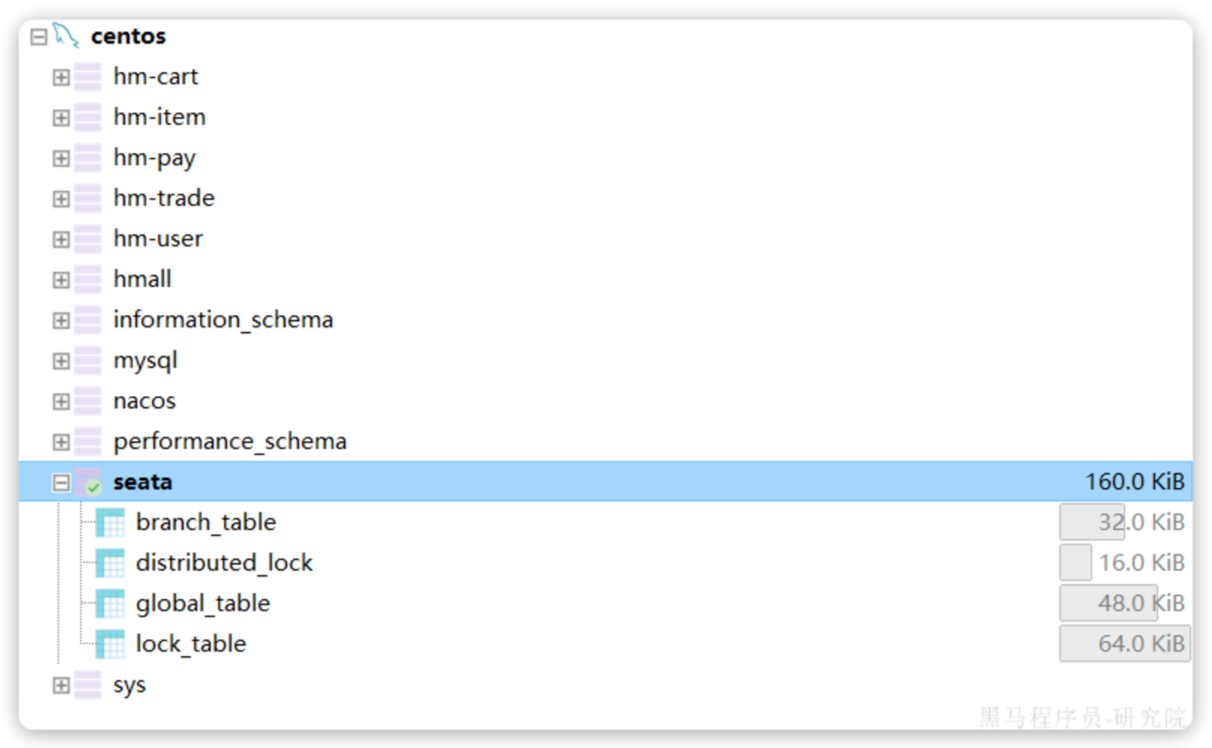 centos
hm-cart
hm-item
hm-pay
hm-trade
hm-user
hmall
information_schema
mysql
nacos
performance_schema
seata 160.0 KiB
branch_table 32.0 KiB
distributed_lock 16.0 KiB
global_table 48.0 KiB
lock_table 64.0 KiB
sys
黑马程序员-研究院